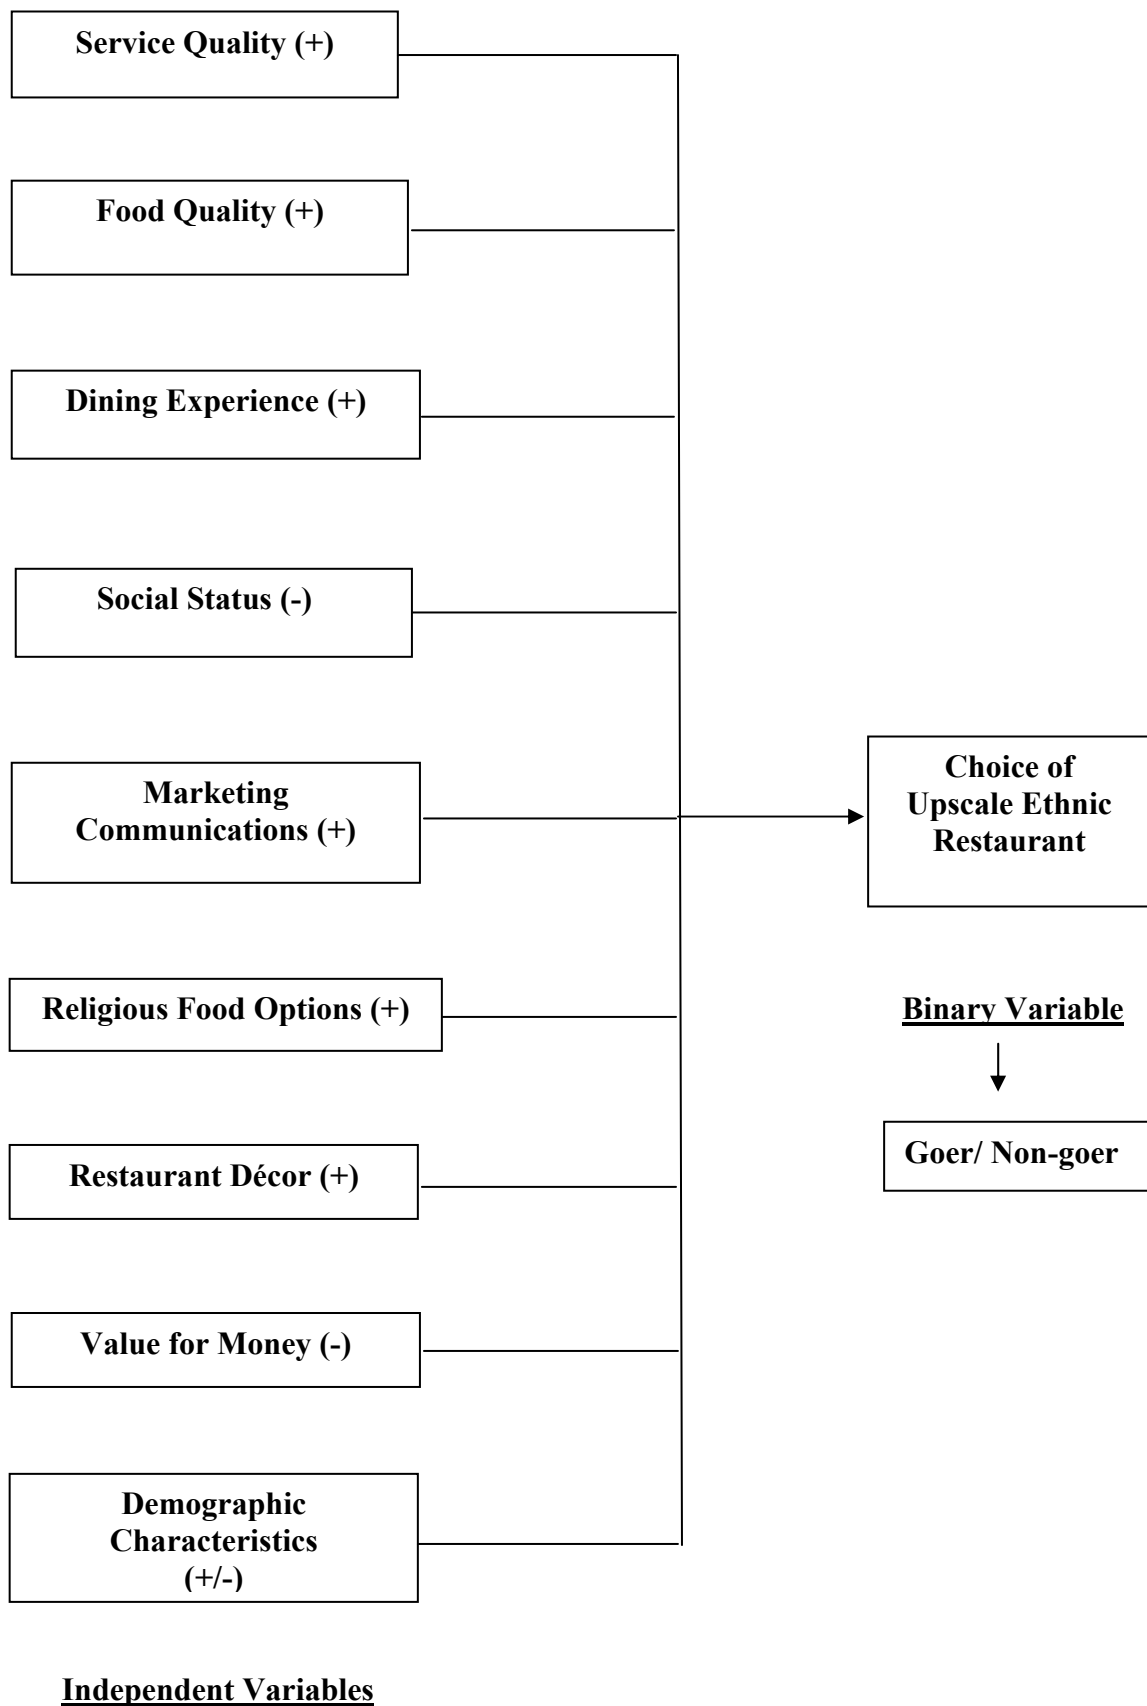 Service Quality (+)
Food Quality (+)
Dining Experience (+)
Social Status (-)
Marketing
Communications (+)
Religious Food Options (+)
Restaurant Décor (+)
Value for Money (-)
Demographic
Characteristics
(+/-)
Independent Variables
Choice of
Upscale Ethnic
Restaurant
Binary Variable
Goer/ Non-goer